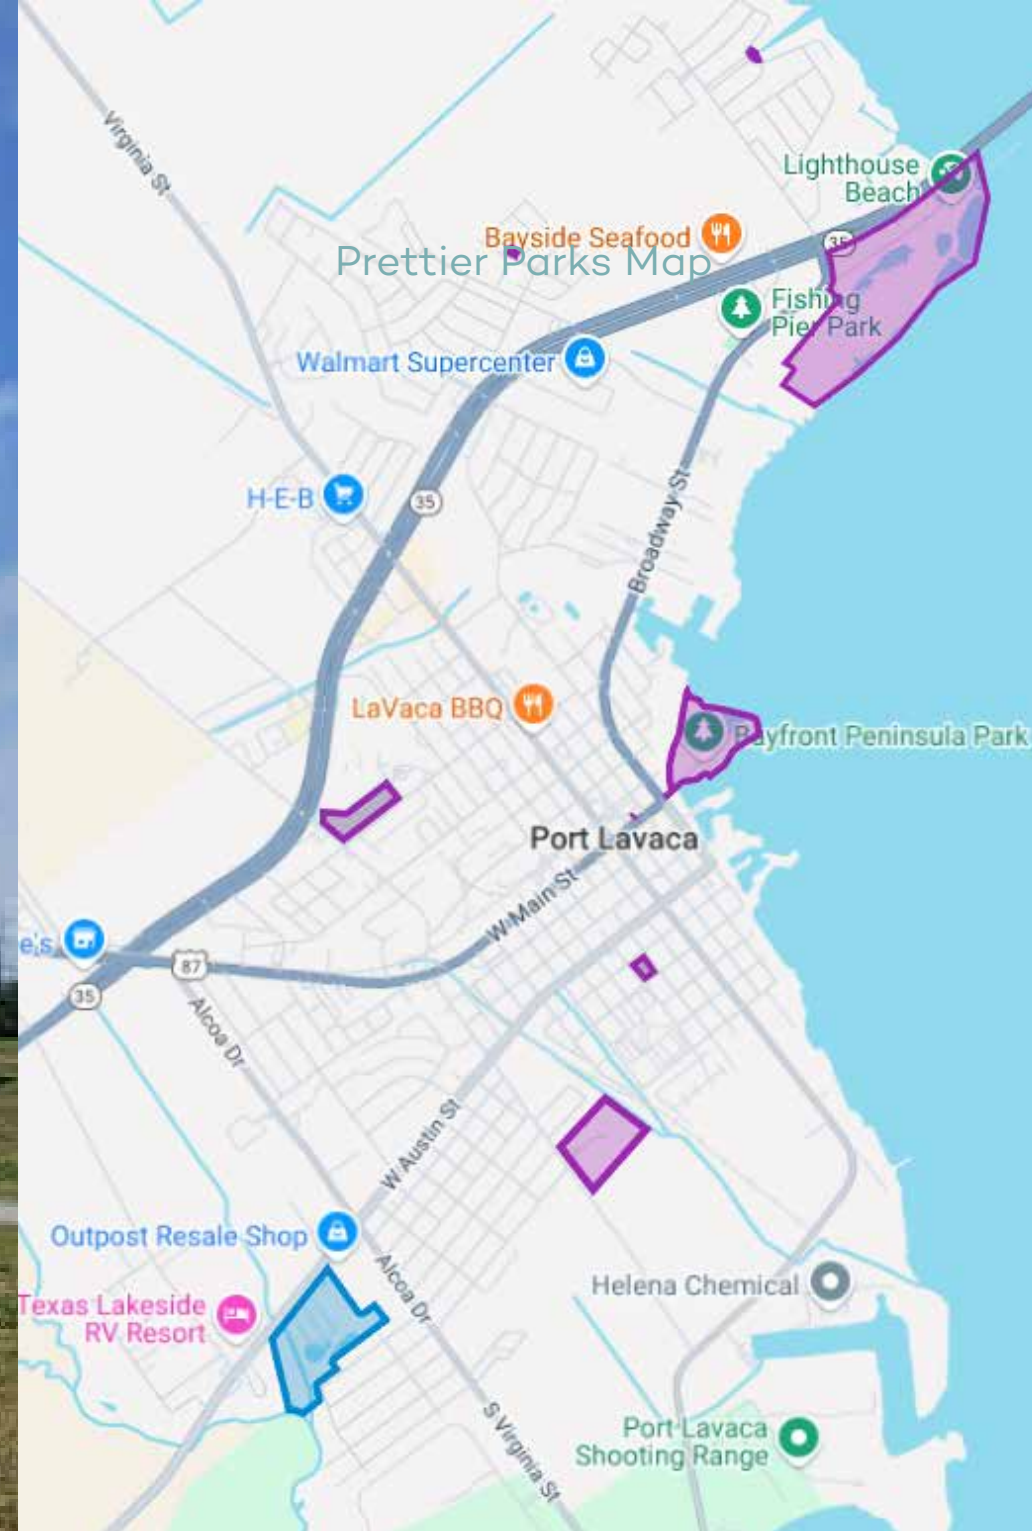 Virginia St
Lighthouse
Beach
35
Bayside Seafood
Prettier Parks Map
Fishing
Pier Park
Walmart Supercenter
H-E-B
35
Broadway St
LaVaca BBQ
Bayfront Peninsula Park
Port Lavaca
W Main St
e's
87
35
Alcoa Dr
W Austin St
Outpost Resale Shop
Alcoa Dr
Helena Chemical
Texas Lakeside
RV Resort
S Virginia St
Port Lavaca
Shooting Range